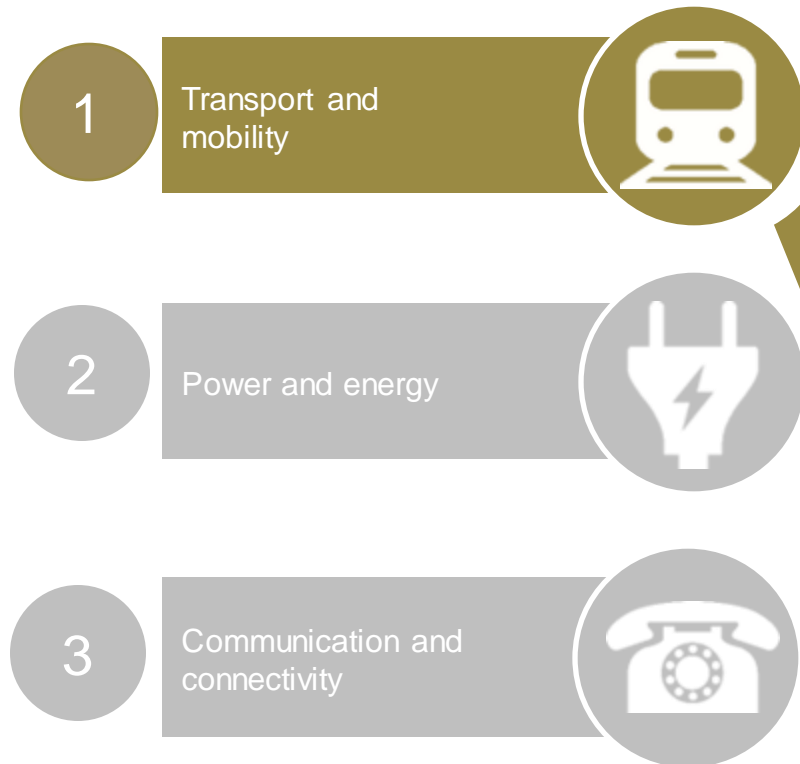 1
Transport and
mobility
2
Power and energy
3
Communication and
connectivity